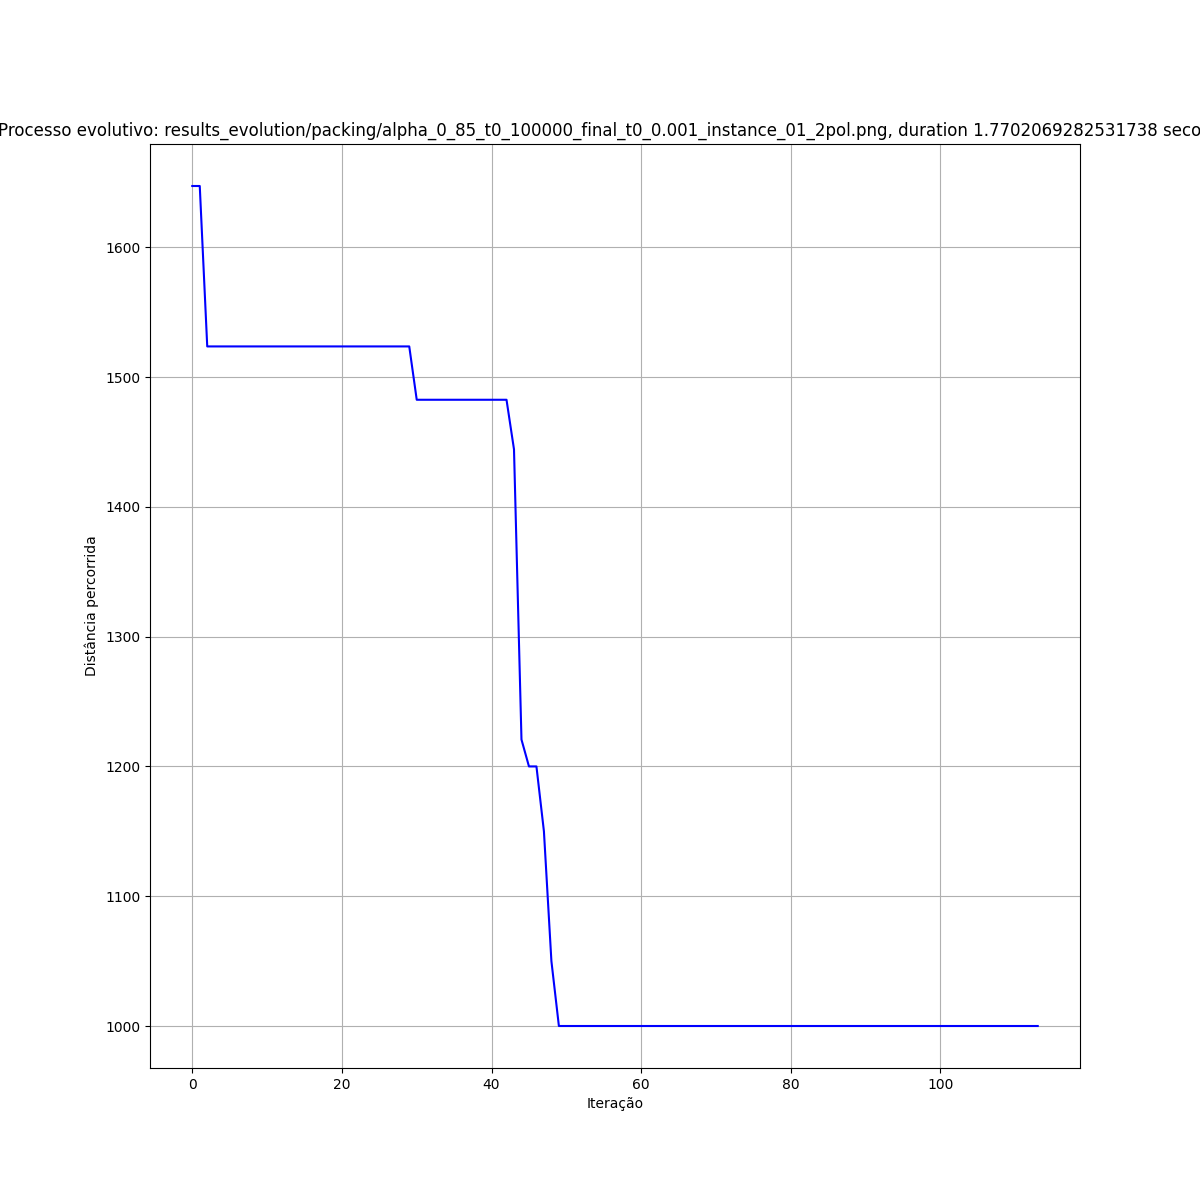 Processo evolutivo: results_evolution/packing/alpha_0_85_t0_100000_final_t0_0.001_instance_01_2pol.png, duration 1.7702069282531738 seco
1600
1500
1400
1300
1200
1100
1000
Distância percorrida
0 20 40 60 80 100
Iteração